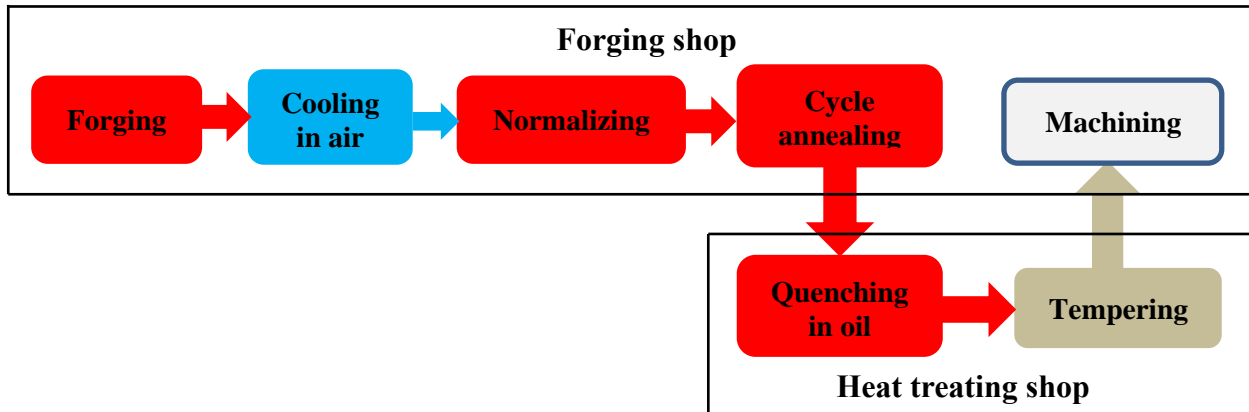 Forging shop
Forging
Cooling
in air
Normalizing
Cycle
annealing
Machining
Quenching
in oil
Tempering
Heat treating shop